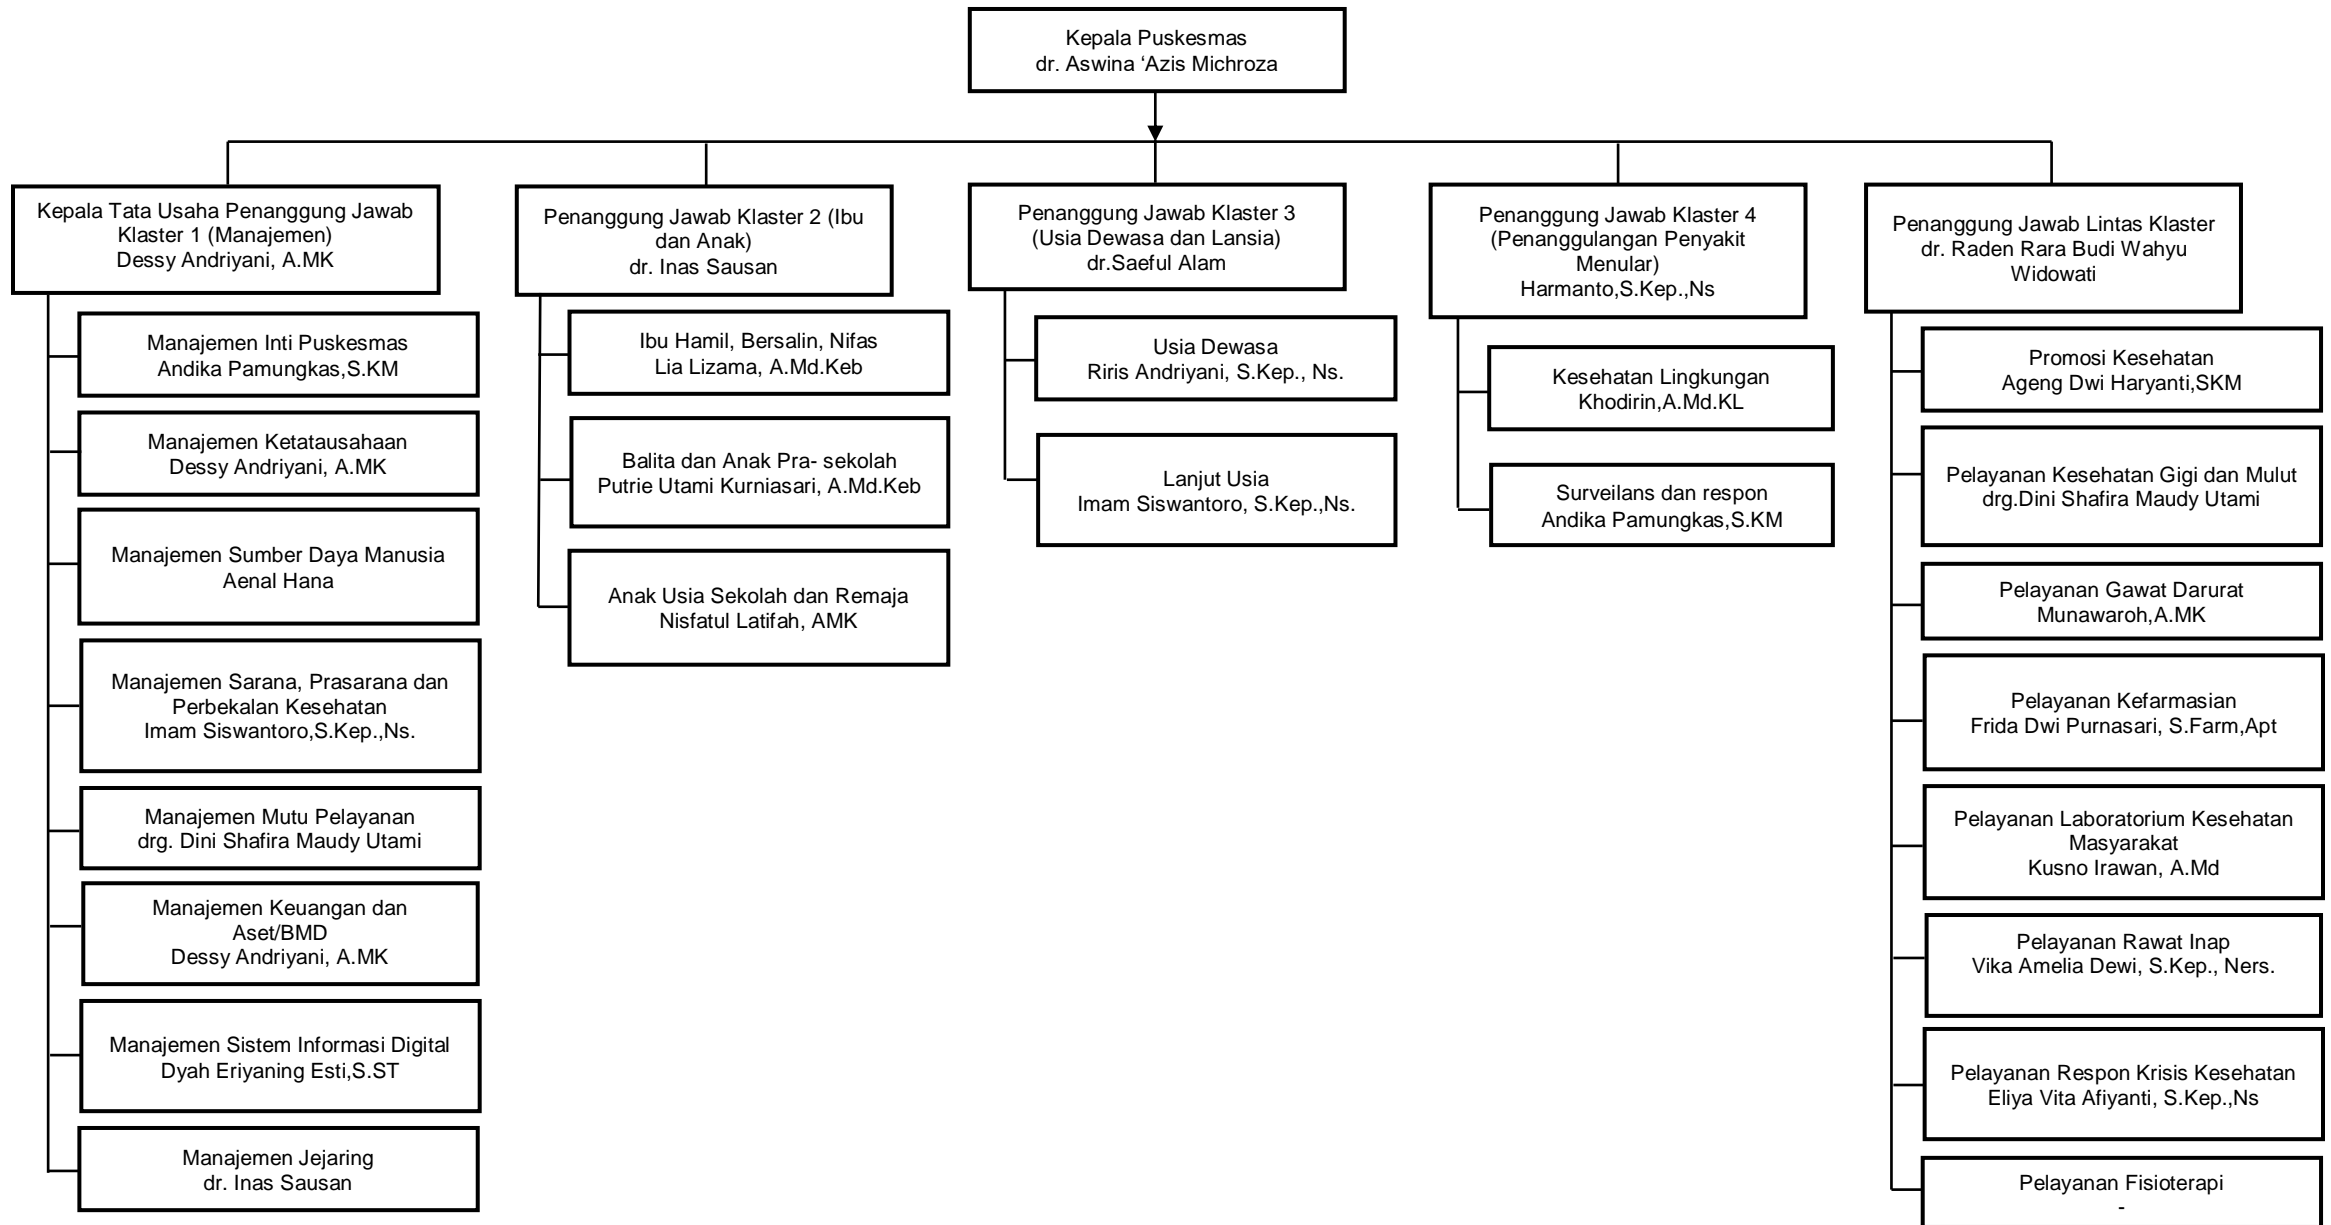 Kepala Puskesmas
dr. Aswina ‘Azis Michroza
Kepala Tata Usaha Penanggung Jawab
Klaster 1 (Manajemen)
Dessy Andriyani, A.MK
Manajemen Inti Puskesmas
Andika Pamungkas,S.KM
Manajemen Ketatausahaan
Dessy Andriyani, A.MK
Manajemen Sumber Daya Manusia
Aenal Hana
Manajemen Sarana, Prasarana dan
Perbekalan Kesehatan
Imam Siswantoro,S.Kep.,Ns.
Manajemen Mutu Pelayanan
drg. Dini Shafira Maudy Utami
Manajemen Keuangan dan
Aset/BMD
Dessy Andriyani, A.MK
Manajemen Sistem Informasi Digital
Dyah Eriyaning Esti,S.ST
Manajemen Jejaring
dr. Inas Sausan
Penanggung Jawab Klaster 2 (Ibu
dan Anak)
dr. Inas Sausan
Ibu Hamil, Bersalin, Nifas
Lia Lizama, A.Md.Keb
Balita dan Anak Pra- sekolah
Putrie Utami Kurniasari, A.Md.Keb
Anak Usia Sekolah dan Remaja
Nisfatul Latifah, AMK
Penanggung Jawab Klaster 3
(Usia Dewasa dan Lansia)
dr.Saeful Alam
Usia Dewasa
Riris Andriyani, S.Kep., Ns.
Lanjut Usia
Imam Siswantoro, S.Kep.,Ns.
Penanggung Jawab Klaster 4
(Penanggulangan Penyakit
Menular)
Harmanto,S.Kep.,Ns
Kesehatan Lingkungan
Khodirin,A.Md.KL
Surveilans dan respon
Andika Pamungkas,S.KM
Penanggung Jawab Lintas Klaster
dr. Raden Rara Budi Wahyu
Widowati
Promosi Kesehatan
Ageng Dwi Haryanti,SKM
Pelayanan Kesehatan Gigi dan Mulut
drg.Dini Shafira Maudy Utami
Pelayanan Gawat Darurat
Munawaroh,A.MK
Pelayanan Kefarmasian
Frida Dwi Purnasari, S.Farm,Apt
Pelayanan Laboratorium Kesehatan
Masyarakat
Kusno Irawan, A.Md
Pelayanan Rawat Inap
Vika Amelia Dewi, S.Kep., Ners.
Pelayanan Respon Krisis Kesehatan
Eliya Vita Afiyanti, S.Kep.,Ns
Pelayanan Fisioterapi
-